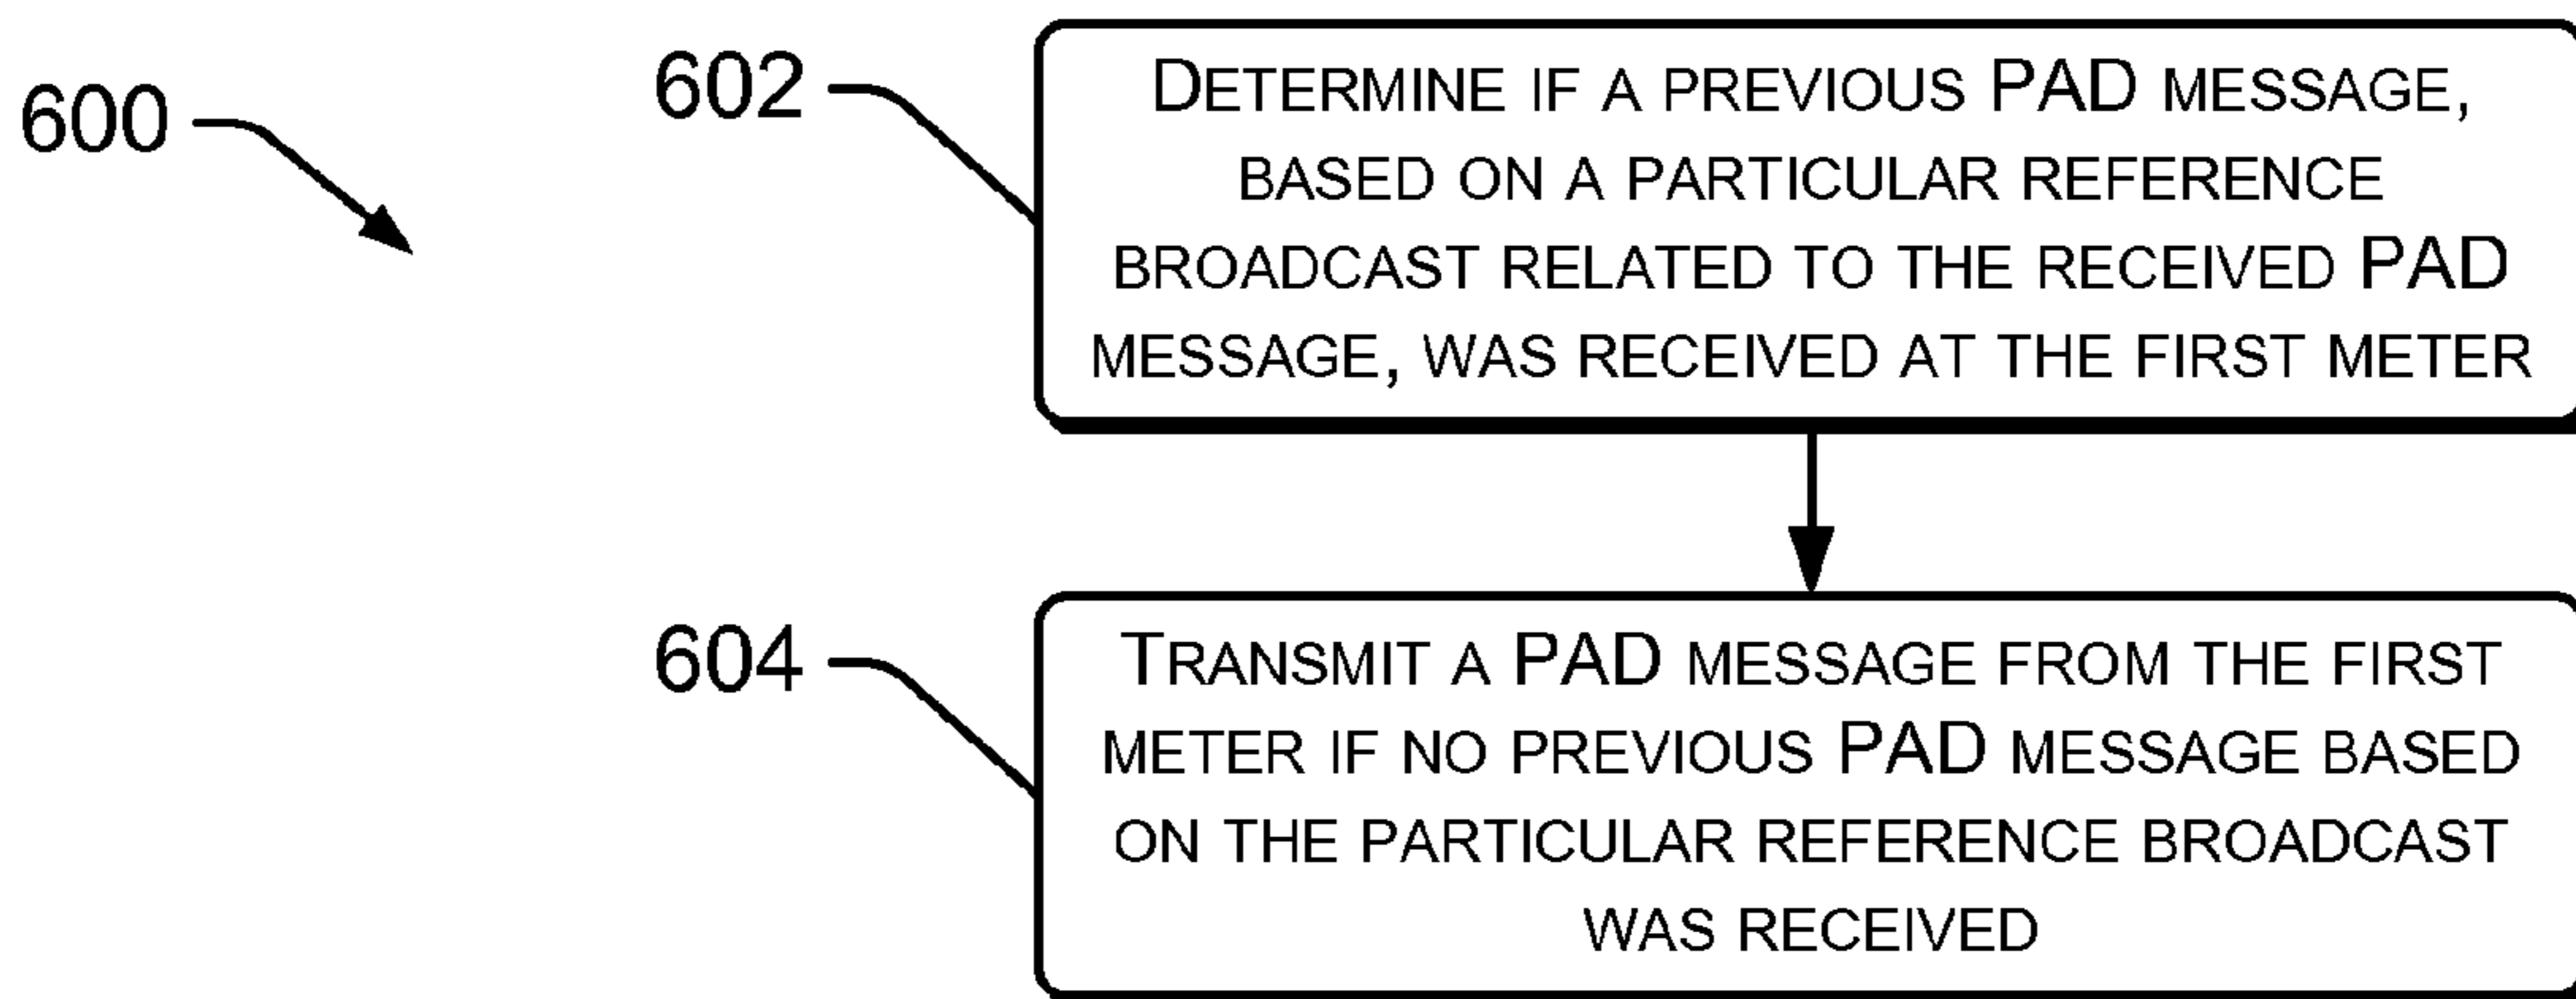 600
602
DETERMINE IF A PREVIOUS PAD MESSAGE,
BASED ON A PARTICULAR REFERENCE
BROADCAST RELATED TO THE RECEIVED PAD
MESSAGE, WAS RECEIVED AT THE FIRST METER
604
TRANSMIT A PAD MESSAGE FROM THE FIRST
METER IF NO PREVIOUS PAD MESSAGE BASED
ON THE PARTICULAR REFERENCE BROADCAST
WAS RECEIVED